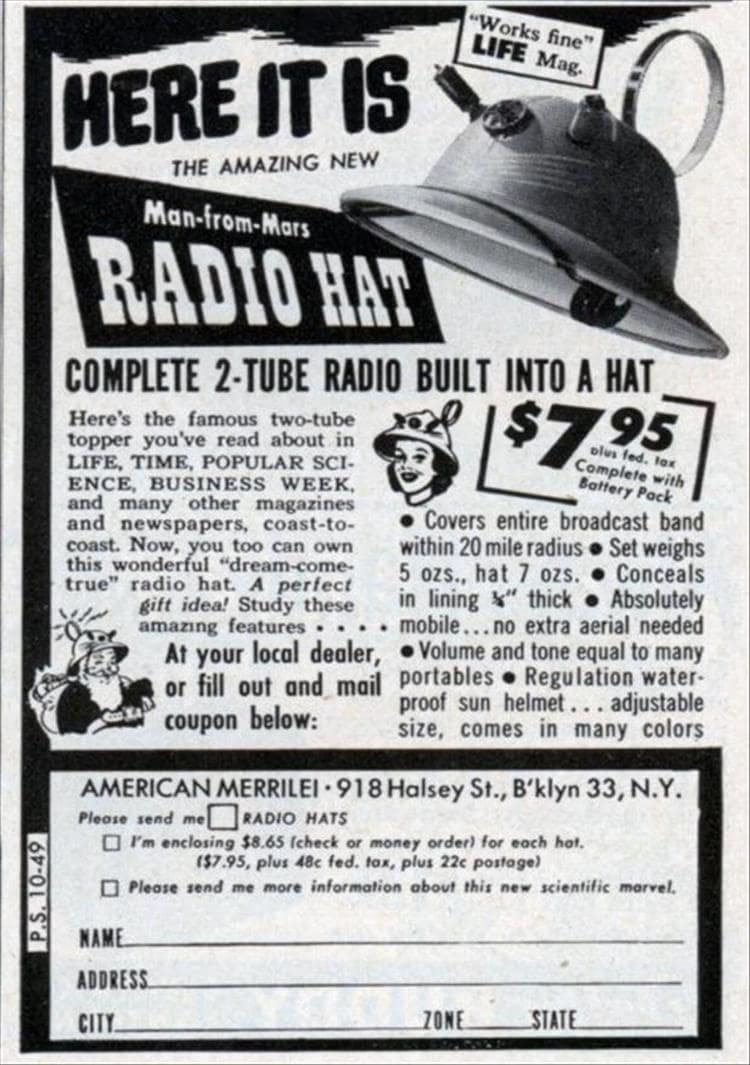 "Works fine"
LIFE Mag.
HERE IT IS
THE AMAZING NEW
Man-from-Mars
RADIO HAT
COMPLETE 2-TUBE RADIO BUILT INTO A HAT
Here's the famous two-tube
topper you've read about in
LIFE, TIME, POPULAR SCI-
ENCE, BUSINESS WEEK,
and many other magazines
and newspapers, coast-to-
coast. Now, you too can own
this wonderful "dream-come-
true" radio hat. A perfect
gift idea! Study these
amazing features . . . .
At your local dealer,
or fill out and mail
coupon below:
$7.95
plus fed. tax
Complete with
Battery Pack
● Covers entire broadcast band
within 20 mile radius ● Set weighs
5 ozs., hat 7 ozs. ● Conceals
in lining ¼" thick ● Absolutely
mobile...no extra aerial needed
● Volume and tone equal to many
portables ● Regulation water-
proof sun helmet... adjustable
size, comes in many colors
AMERICAN MERRILEI • 918 Halsey St., B'klyn 33, N.Y.
Please send me □ RADIO HATS
□ I'm enclosing $8.65 (check or money order) for each hat.
($7.95, plus 48c fed. tax, plus 22c postage)
□ Please send me more information about this new scientific marvel.
NAME
ADDRESS
CITY ZONE STATE
P.S. 10-49